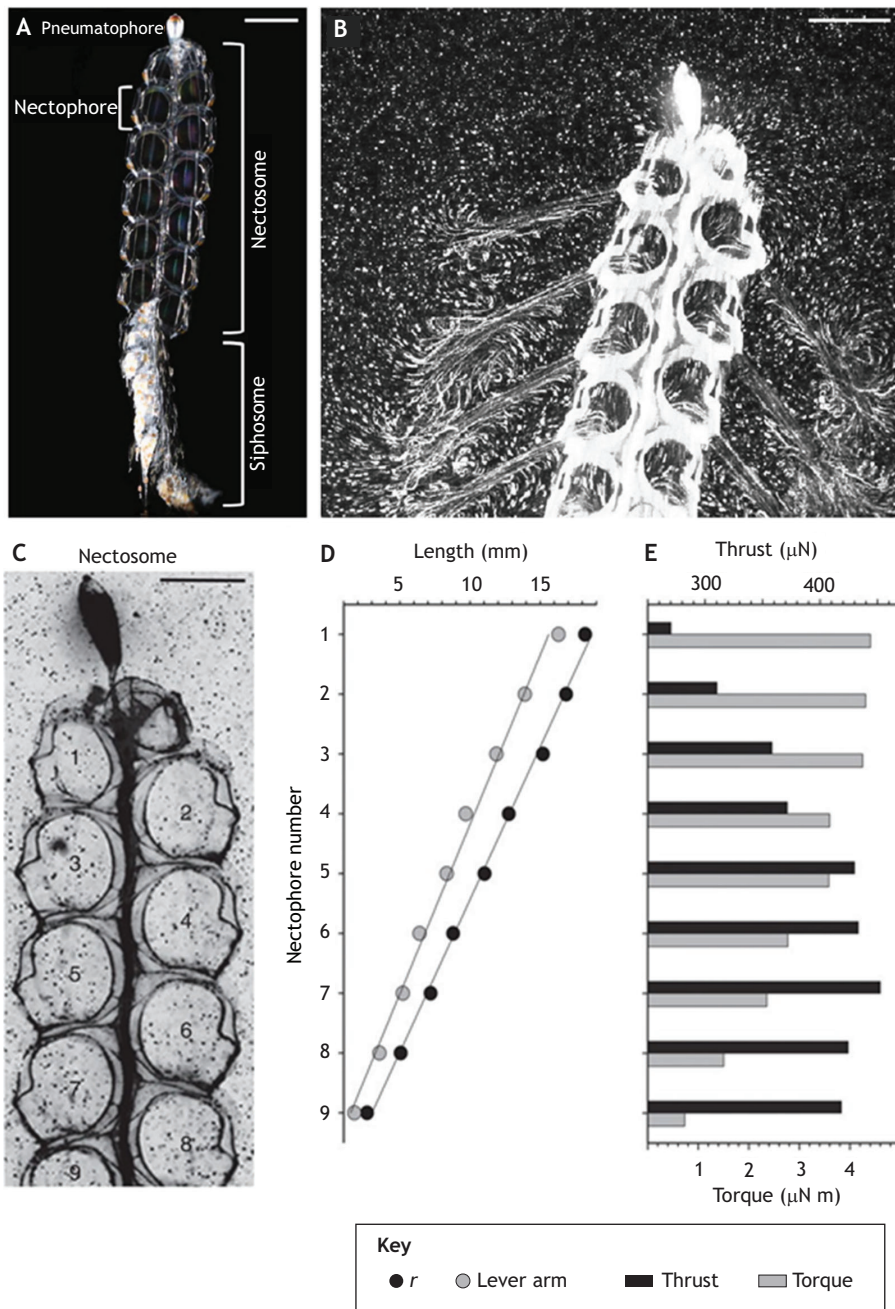 A
Pneumatophore
Nectophore
Nectosome
Siphosome
B
C
Nectosome
1
2
3
4
5
6
7
8
9
D
Length (mm)
5 10 15
Nectophore number
1
2
3
4
5
6
7
8
9
E
Thrust (μN)
300 400
1 2 3 4
Torque (μN m)
Key
r Lever arm Thrust Torque